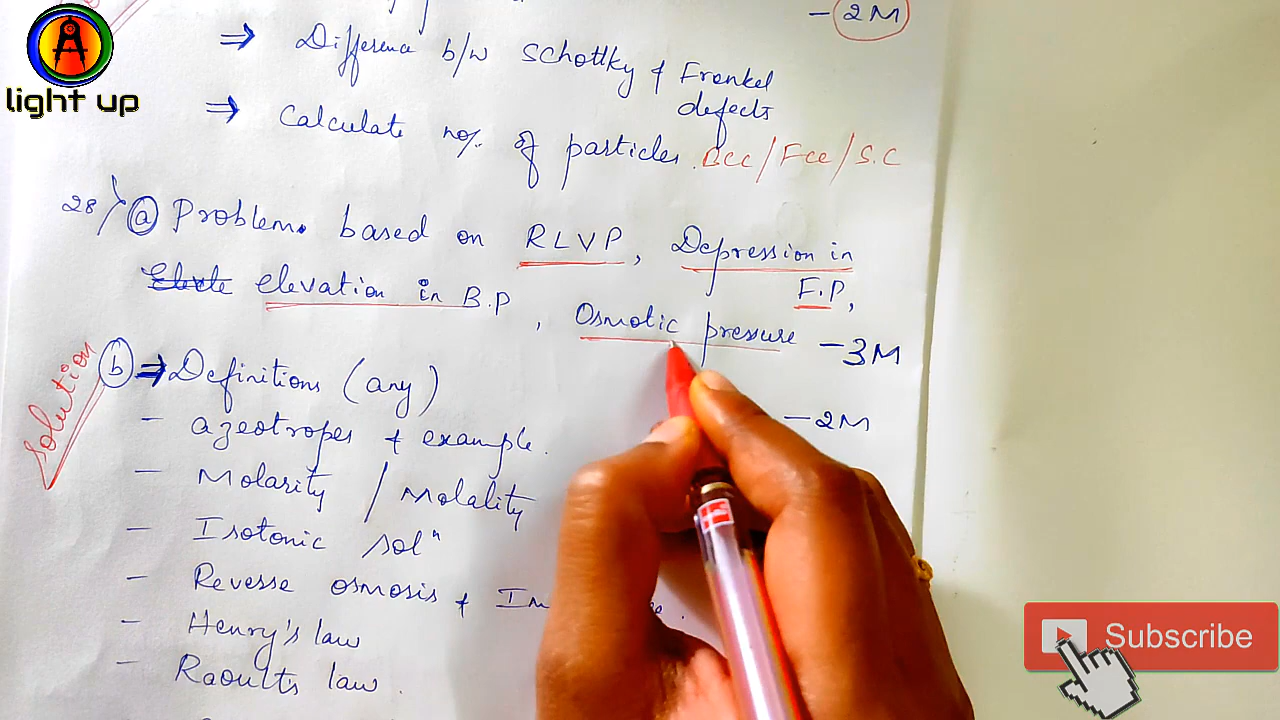 light up
- 2M
⇒ Difference b/w Schottky & Frenkel
defects
⇒ Calculate no. of particles. Bcc/Fcc/S.C
28) a Problem based on RLVP, Depression in
F.P,
elevation in B.P, Osmotic pressure - 3M
Solution
b ⇒ Definitions (any) - 2M
- azeotropes & example.
- Molarity / Molality
- Isotonic solⁿ
- Reverse osmosis &
- Henry's law
- Raoults law.
Subscribe